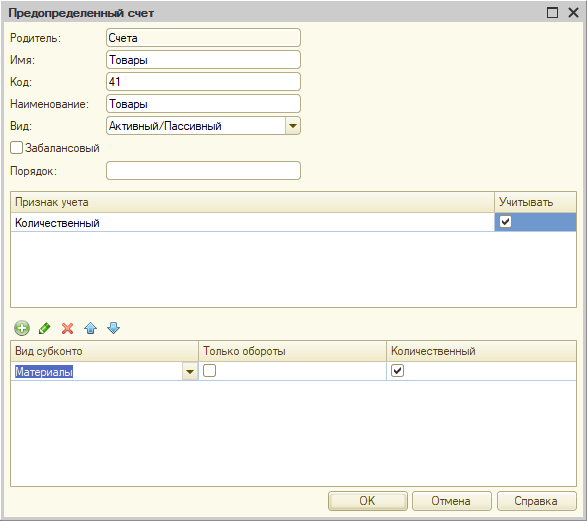 Предопределенный счет
Родитель: Счета
Имя: Товары
Код: 41
Наименование: Товары
Вид: Активный/Пассивный
Забалансовый
Порядок:
Признак учета Учитывать
Количественный
Вид субконто Только обороты Количественный
Материалы
OK Отмена Справка